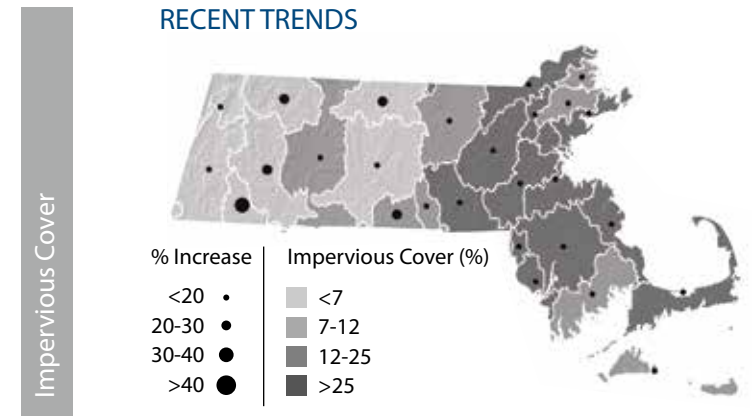 RECENT TRENDS
Impervious Cover
% Increase
<20
20-30
30-40
>40
Impervious Cover (%)
<7
7-12
12-25
>25